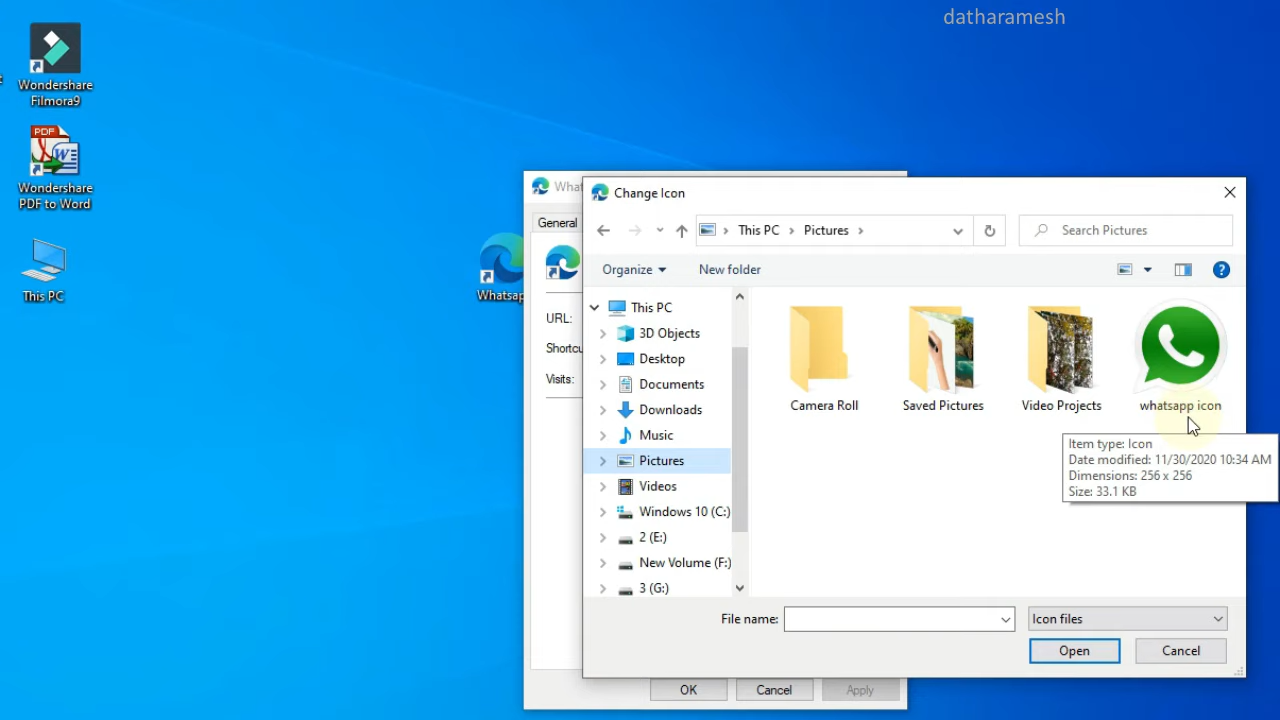 datharamesh
Wondershare
Filmora9
PDF
Wondershare
PDF to Word
This PC
Whatsap
What
General
URL:
Shortcu
Visits:
OK
Cancel
Apply
Change Icon
This PC
Pictures
Search Pictures
Organize
New folder
This PC
3D Objects
Desktop
Documents
Downloads
Music
Pictures
Videos
Windows 10 (C:)
2 (E:)
New Volume (F:)
3 (G:)
Camera Roll
Saved Pictures
Video Projects
whatsapp icon
Item type: Icon
Date modified: 11/30/2020 10:34 AM
Dimensions: 256 x 256
Size: 33.1 KB
File name:
Icon files
Open
Cancel